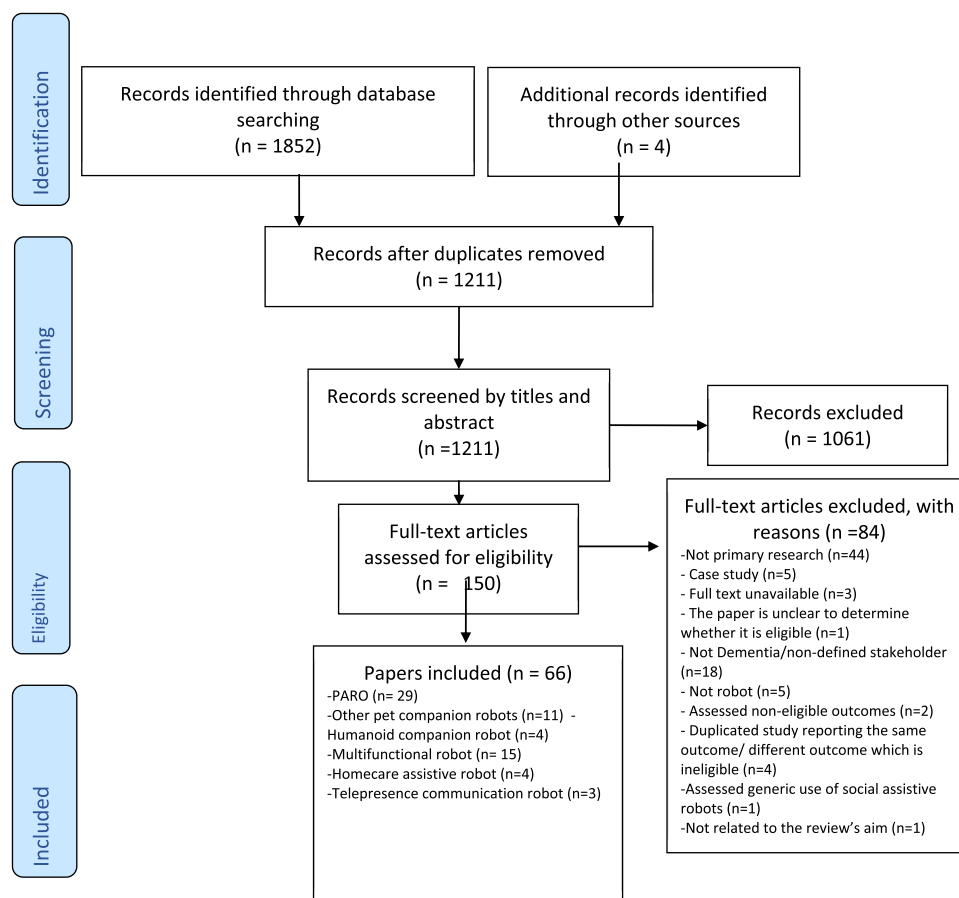 Identification
Records identified through database
searching
(n = 1852)
Additional records identified
through other sources
(n = 4)
Records after duplicates removed
(n = 1211)
Screening
Records screened by titles and
abstract
(n =1211)
Records excluded
(n = 1061)
Eligibility
Full-text articles
assessed for eligibility
(n = 150)
Full-text articles excluded, with
reasons (n =84)
-Not primary research (n=44)
- Case study (n=5)
- Full text unavailable (n=3)
- The paper is unclear to determine
whether it is eligible (n=1)
- Not Dementia/non-defined stakeholder
(n=18)
- Not robot (n=5)
- Assessed non-eligible outcomes (n=2)
- Duplicated study reporting the same
outcome/ different outcome which is
ineligible (n=4)
-Assessed generic use of social assistive
robots (n=1)
-Not related to the review's aim (n=1)
Included
Papers included (n = 66)
-PARO (n= 29)
-Other pet companion robots (n=11) -
Humanoid companion robot (n=4)
-Multifunctional robot (n= 15)
-Homecare assistive robot (n=4)
-Telepresence communication robot (n=3)